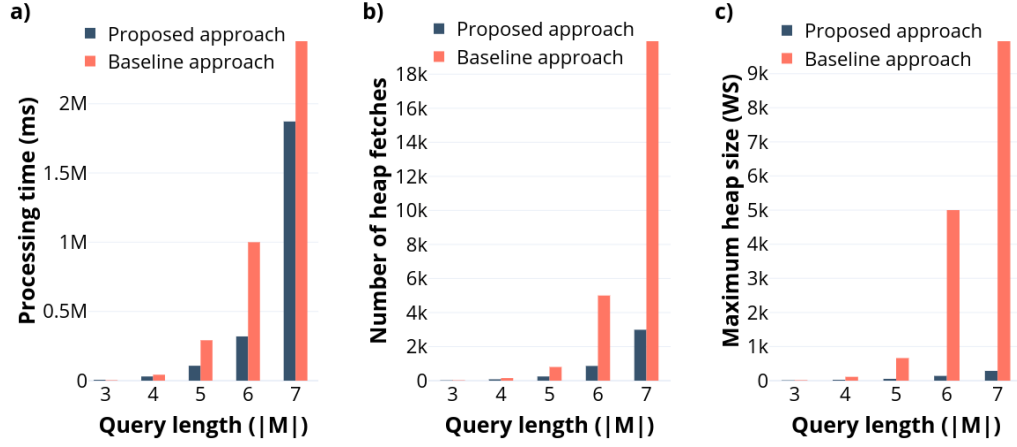 a)
Proposed approach
Baseline approach
Processing time (ms)
2M
1.5M
1M
0.5M
0
3 4 5 6 7
Query length (|M|)
b)
Proposed approach
Baseline approach
Number of heap fetches
18k
16k
14k
12k
10k
8k
6k
4k
2k
0
3 4 5 6 7
Query length (|M|)
c)
Proposed approach
Baseline approach
Maximum heap size (WS)
9k
8k
7k
6k
5k
4k
3k
2k
1k
0
3 4 5 6 7
Query length (|M|)